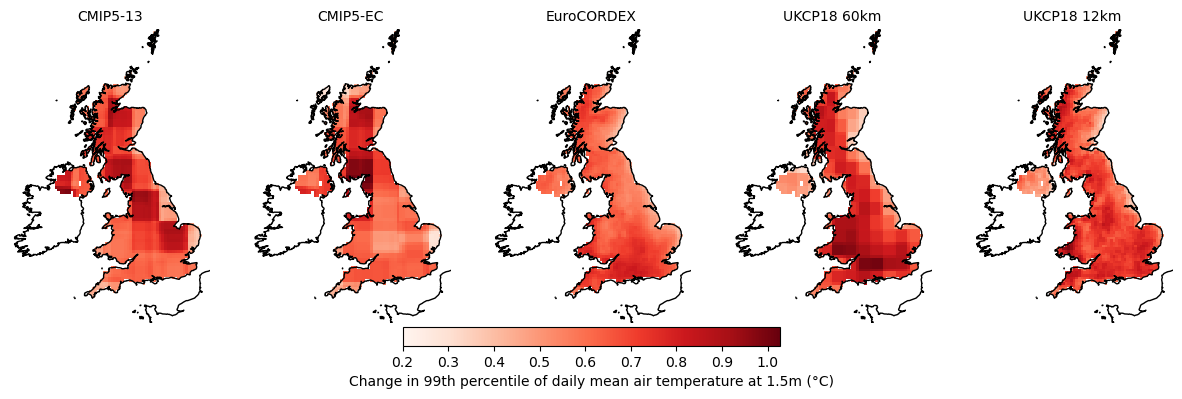 CMIP5-13 CMIP5-EC EuroCORDEX UKCP18 60km UKCP18 12km
0.2 0.3 0.4 0.5 0.6 0.7 0.8 0.9 1.0
Change in 99th percentile of daily mean air temperature at 1.5m (°C)